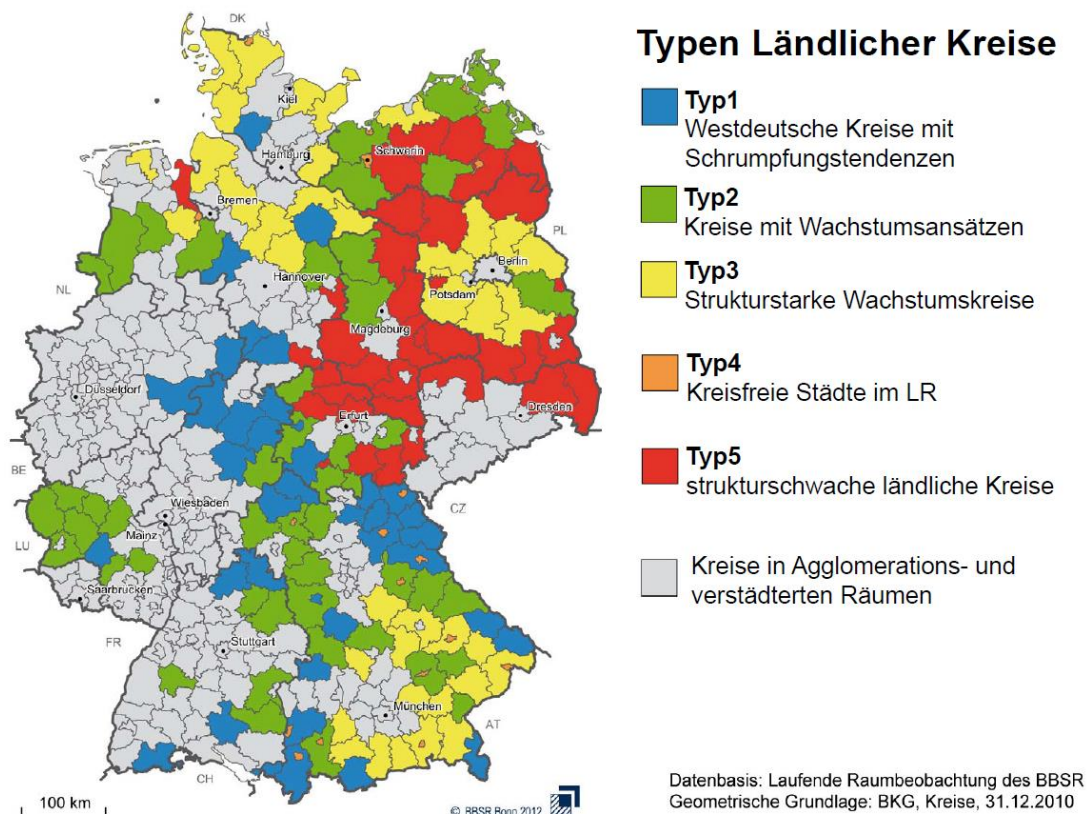 Typen Ländlicher Kreise
Typ1
Westdeutsche Kreise mit
Schrumpfungstendenzen
Typ2
Kreise mit Wachstumsansätzen
Typ3
Strukturstarke Wachstumskreise
Typ4
Kreisfreie Städte im LR
Typ5
strukturschwache ländliche Kreise
Kreise in Agglomerations- und
verstädterten Räumen
DK
Kiel
Schwerin
Hamburg
Bremen
PL
Berlin
NL
Hannover
Potsdam
Magdeburg
Düsseldorf
Dresden
Erfurt
BE
Wiesbaden
CZ
Mainz
LU
Saarbrücken
FR
Stuttgart
München
AT
CH
100 km
© BBSR Bonn 2012
Datenbasis: Laufende Raumbeobachtung des BBSR
Geometrische Grundlage: BKG, Kreise, 31.12.2010